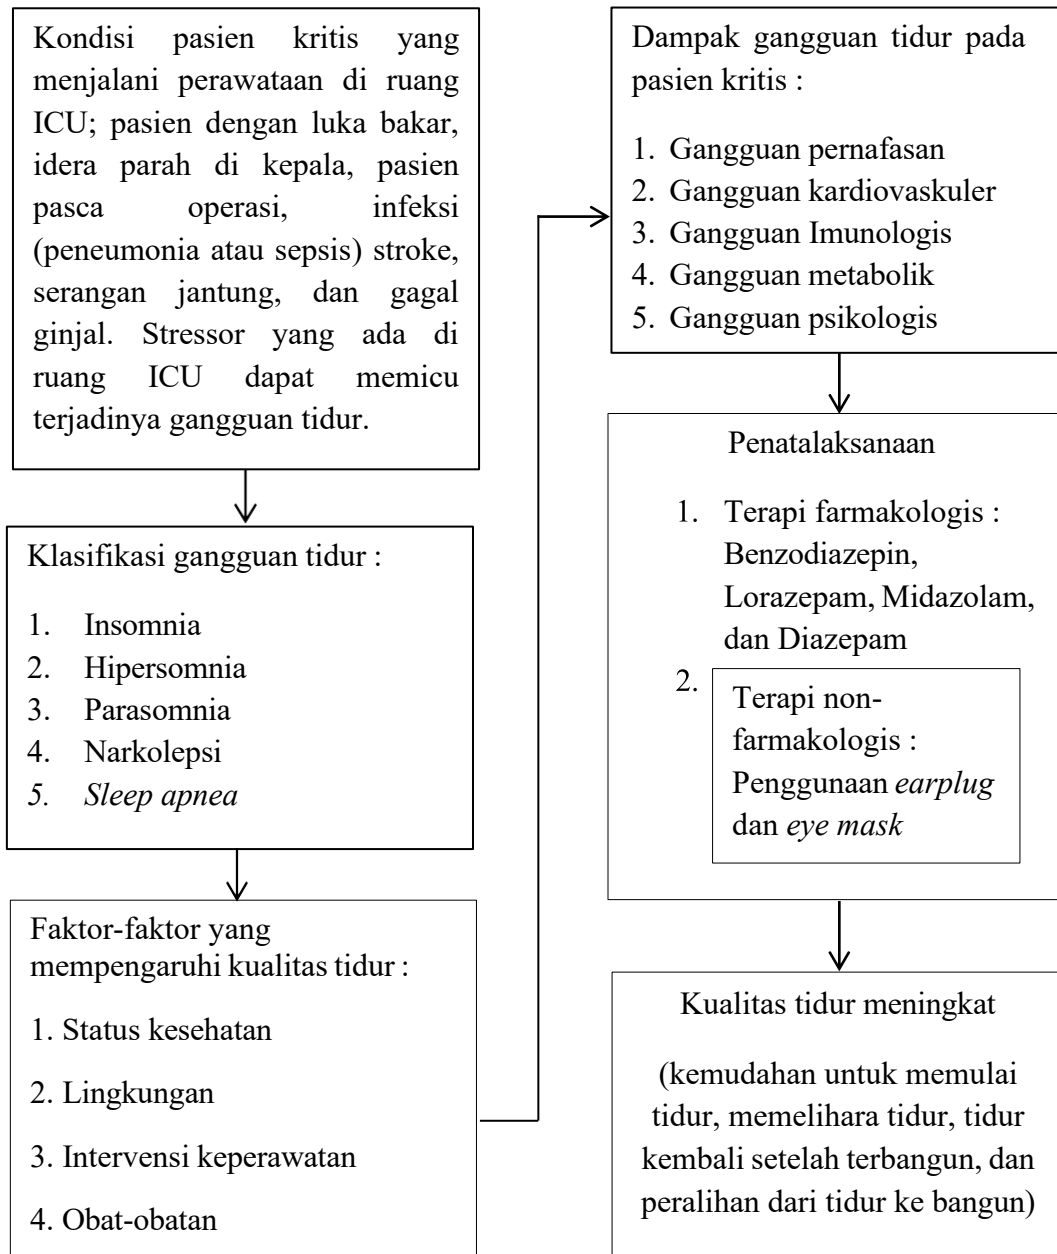 Kondisi pasien kritis yang
menjalani perawataan di ruang
ICU; pasien dengan luka bakar,
idera parah di kepala, pasien
pasca operasi, infeksi
(peneumonia atau sepsis) stroke,
serangan jantung, dan gagal
ginjal. Stressor yang ada di
ruang ICU dapat memicu
terjadinya gangguan tidur.
Klasifikasi gangguan tidur :
1. Insomnia
2. Hipersomnia
3. Parasomnia
4. Narkolepsi
5. Sleep apnea
Faktor-faktor yang
mempengaruhi kualitas tidur :
1. Status kesehatan
2. Lingkungan
3. Intervensi keperawatan
4. Obat-obatan
Dampak gangguan tidur pada
pasien kritis :
1. Gangguan pernafasan
2. Gangguan kardiovaskuler
3. Gangguan Imunologis
4. Gangguan metabolik
5. Gangguan psikologis
Penatalaksanaan
1. Terapi farmakologis :
Benzodiazepin,
Lorazepam, Midazolam,
dan Diazepam
2. Terapi non-
farmakologis :
Penggunaan earplug
dan eye mask
Kualitas tidur meningkat
(kemudahan untuk memulai
tidur, memelihara tidur, tidur
kembali setelah terbangun, dan
peralihan dari tidur ke bangun)